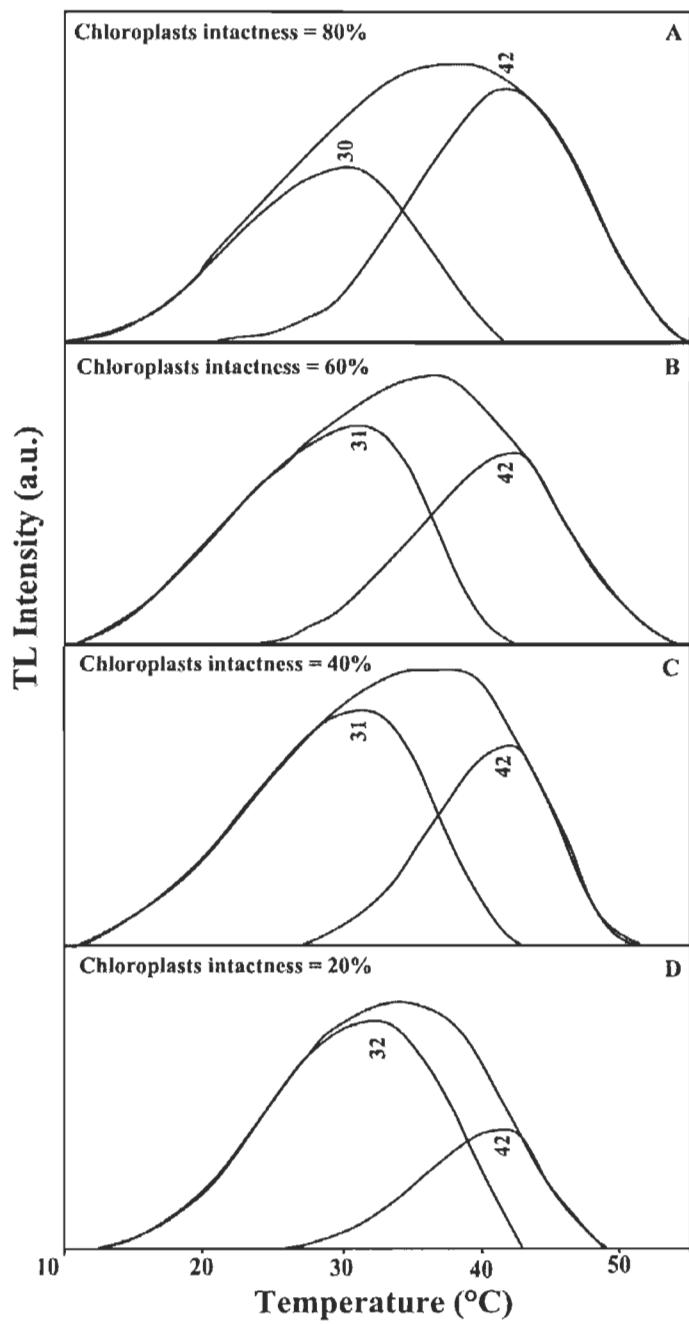 Chloroplasts intactness = 80% A
42
30
Chloroplasts intactness = 60% B
31
42
Chloroplasts intactness = 40% C
31
42
Chloroplasts intactness = 20% D
32
42
TL Intensity (a.u.)
10 20 30 40 50
Temperature (°C)